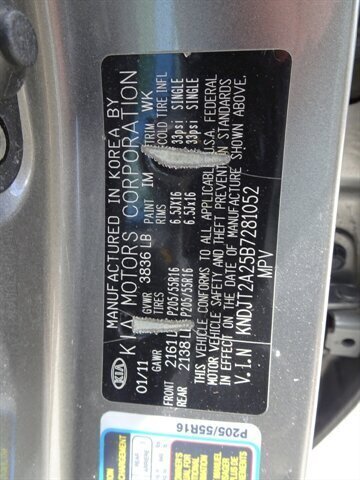 MANUFACTURED IN KOREA BY
KIA MOTORS CORPORATION
KIA
01/11 GVWR 3836 LB PAINT IM TRIM WK
GAWR TIRES RIMS COLD TIRE INFL
FRONT 2161 P205/55R16 6.5JX16 33psi SINGLE
REAR 2138 P205/55R16 6.5JX16 33psi SINGLE
THIS VEHICLE CONFORMS TO ALL U.S.A. FEDERAL
MOTOR VEHICLE SAFETY AND THEFT PREVENTION STANDARDS
IN EFFECT ON THE DATE OF MANUFACTURE SHOWN ABOVE.
V.I.N KNDJT2A25B7281052
MPV
P205/55R16